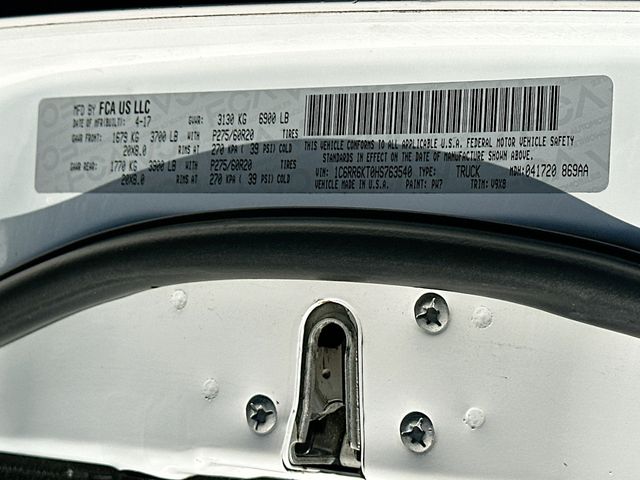 MFD BY FCA US LLC
DATE OF MFR/BUILT: 4-17 GVWR: 3130 KG 6900 LB
GAWR FRONT: 1679 KG 3700 LB WITH P275/60R20 TIRES
20X8.0 RIMS AT 270 KPA ( 39 PSI) COLD
GAWR REAR: 1770 KG 3900 LB WITH P275/60R20 TIRES
20X8.0 RIMS AT 270 KPA ( 39 PSI) COLD
THIS VEHICLE CONFORMS TO ALL APPLICABLE U.S.A. FEDERAL MOTOR VEHICLE SAFETY
STANDARDS IN EFFECT ON THE DATE OF MANUFACTURE SHOWN ABOVE.
VIN: 1C6RR6KT0HS763540 TYPE: TRUCK MDH: 041720 869AA
VEHICLE MADE IN U.S.A. PAINT: PW7 TRIM: V9X8